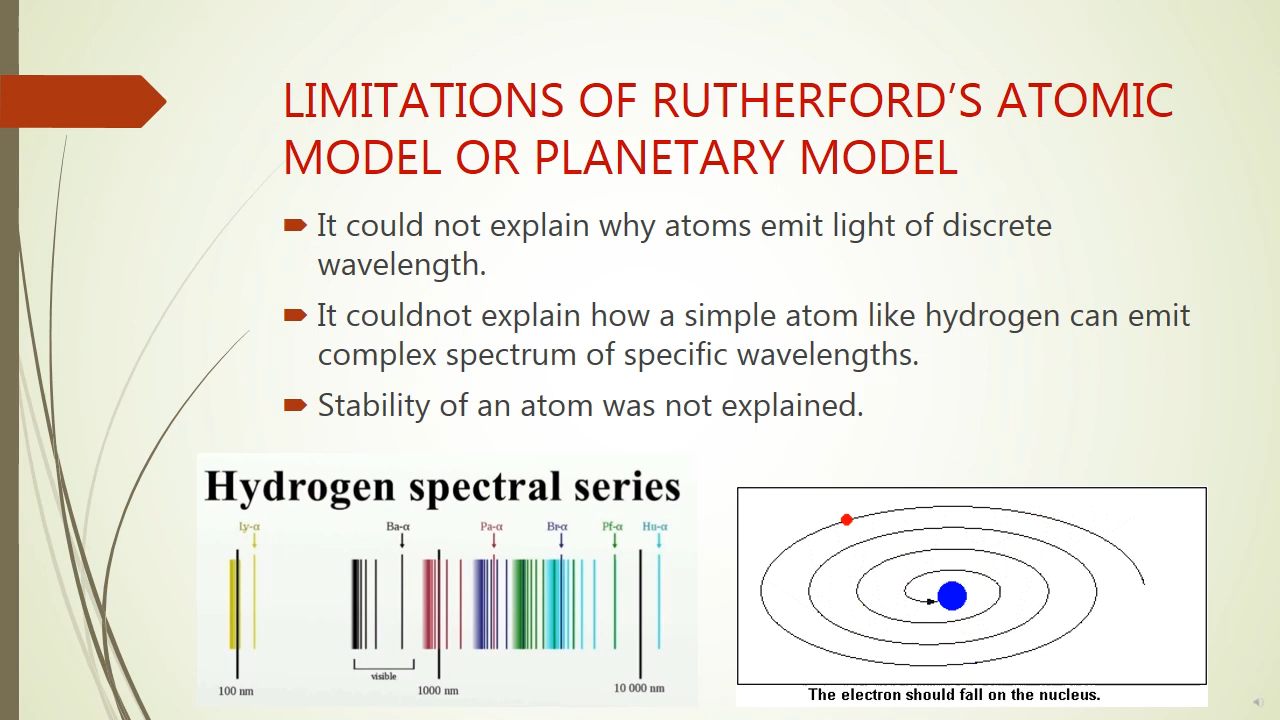 LIMITATIONS OF RUTHERFORD’S ATOMIC
MODEL OR PLANETARY MODEL
It could not explain why atoms emit light of discrete
wavelength.
It couldnot explain how a simple atom like hydrogen can emit
complex spectrum of specific wavelengths.
Stability of an atom was not explained.
Hydrogen spectral series
Ly-α Ba-α Pa-α Br-α Pf-α Hu-α
visible
100 nm 1000 nm 10 000 nm
The electron should fall on the nucleus.